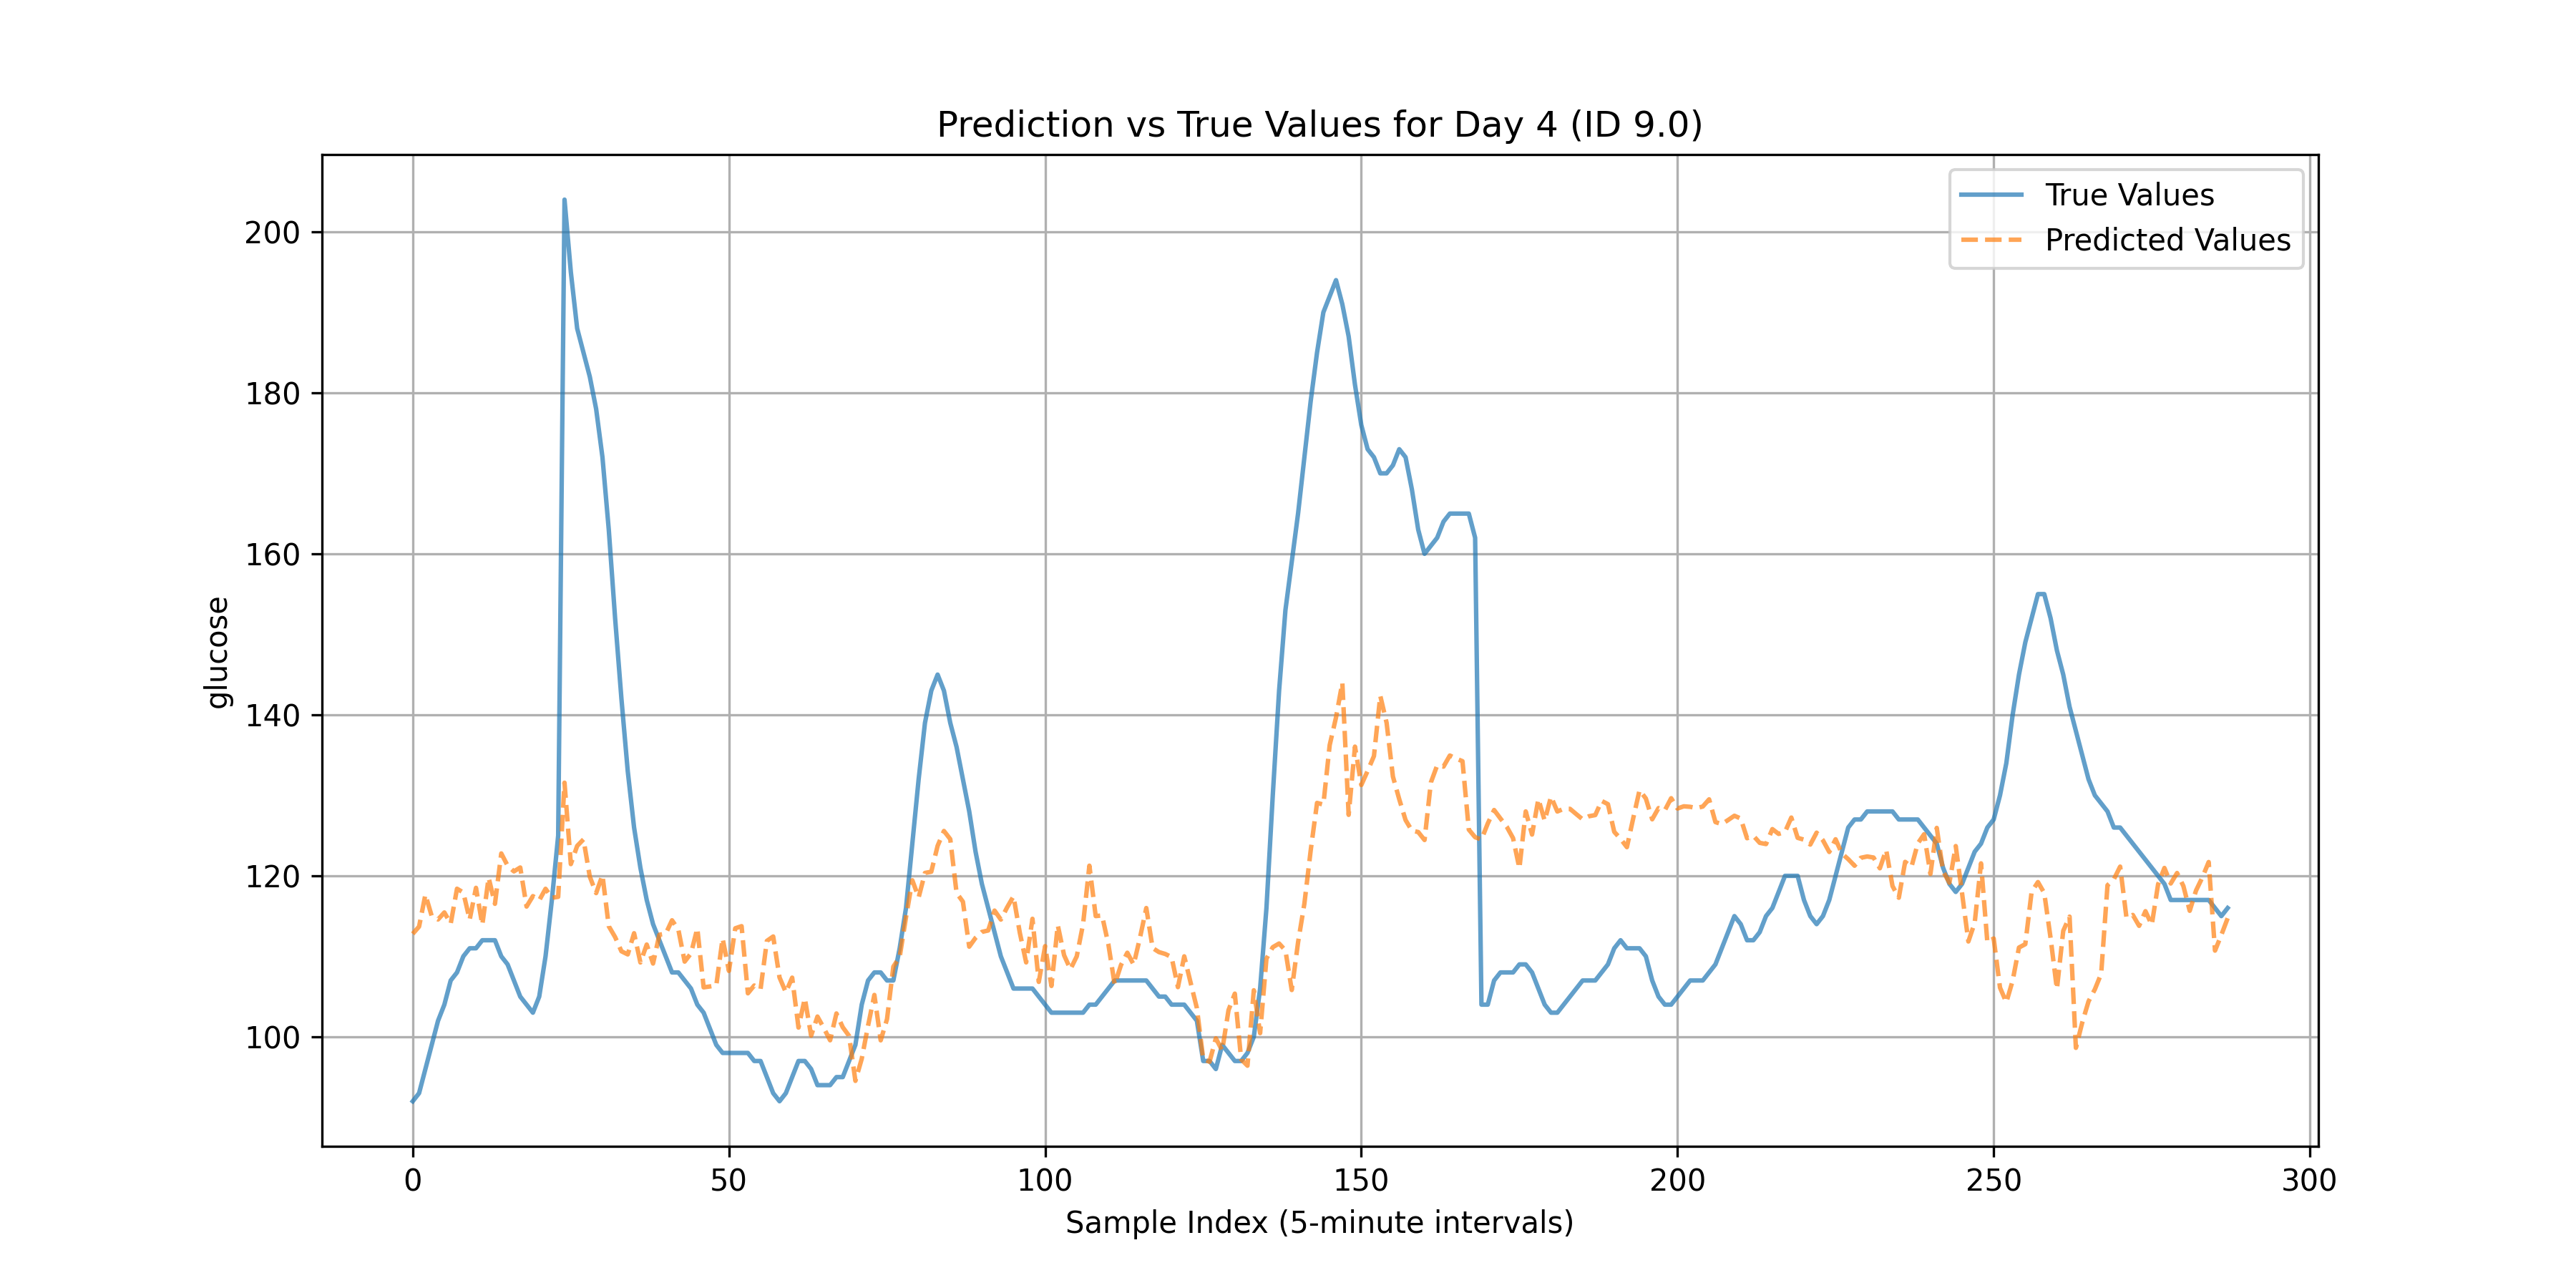 Prediction vs True Values for Day 4 (ID 9.0)
True Values
Predicted Values
200
180
160
140
120
100
glucose
0 50 100 150 200 250 300
Sample Index (5-minute intervals)